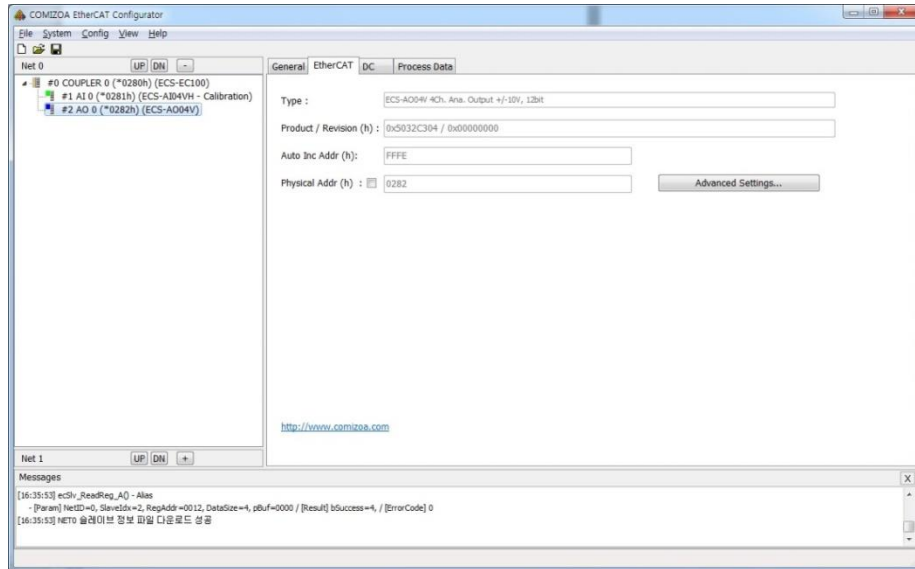 COMIZOA EtherCAT Configurator
File System Config View Help
Net 0 UP DN -
#0 COUPLER 0 (*0280h) (ECS-EC100)
#1 AI 0 (*0281h) (ECS-AI04VH - Calibration)
#2 AO 0 (*0282h) (ECS-AO04V)
General EtherCAT DC Process Data
Type : ECS-AO04V 4Ch. Ana. Output +/-10V, 12bit
Product / Revision (h) : 0x5032C304 / 0x00000000
Auto Inc Addr (h): FFFE
Physical Addr (h) : 0282 Advanced Settings...
http://www.comizoa.com
Net 1 UP DN +
Messages X
[16:35:53] ecSlv_ReadReg_A() - Alias
- [Param] NetID=0, SlaveIdx=2, RegAddr=0012, DataSize=4, pBuf=0000 / [Result] bSuccess=4, / [ErrorCode] 0
[16:35:53] NET0 슬레이브 정보 파일 다운로드 성공